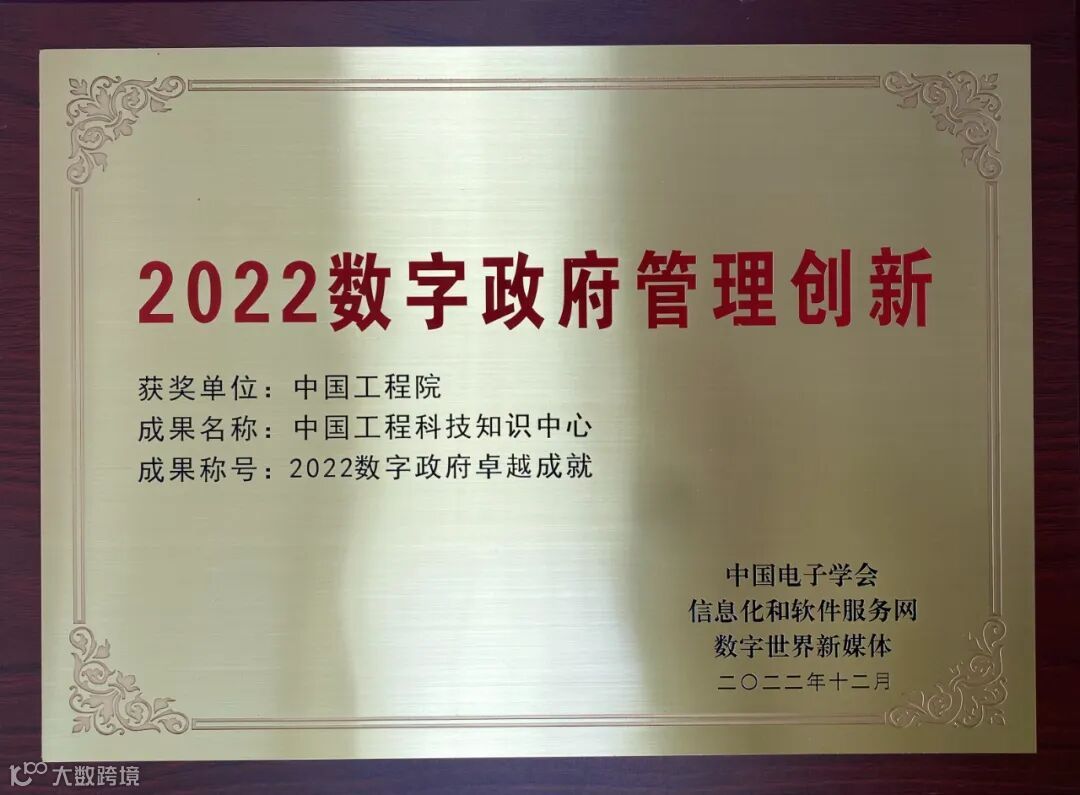 2022数字政府管理创新
获奖单位：中国工程院
成果名称：中国工程科技知识中心
成果称号：2022数字政府卓越成就
中国电子学会
信息化和软件服务网
数字世界新媒体
二〇二二年十二月
大数跨境